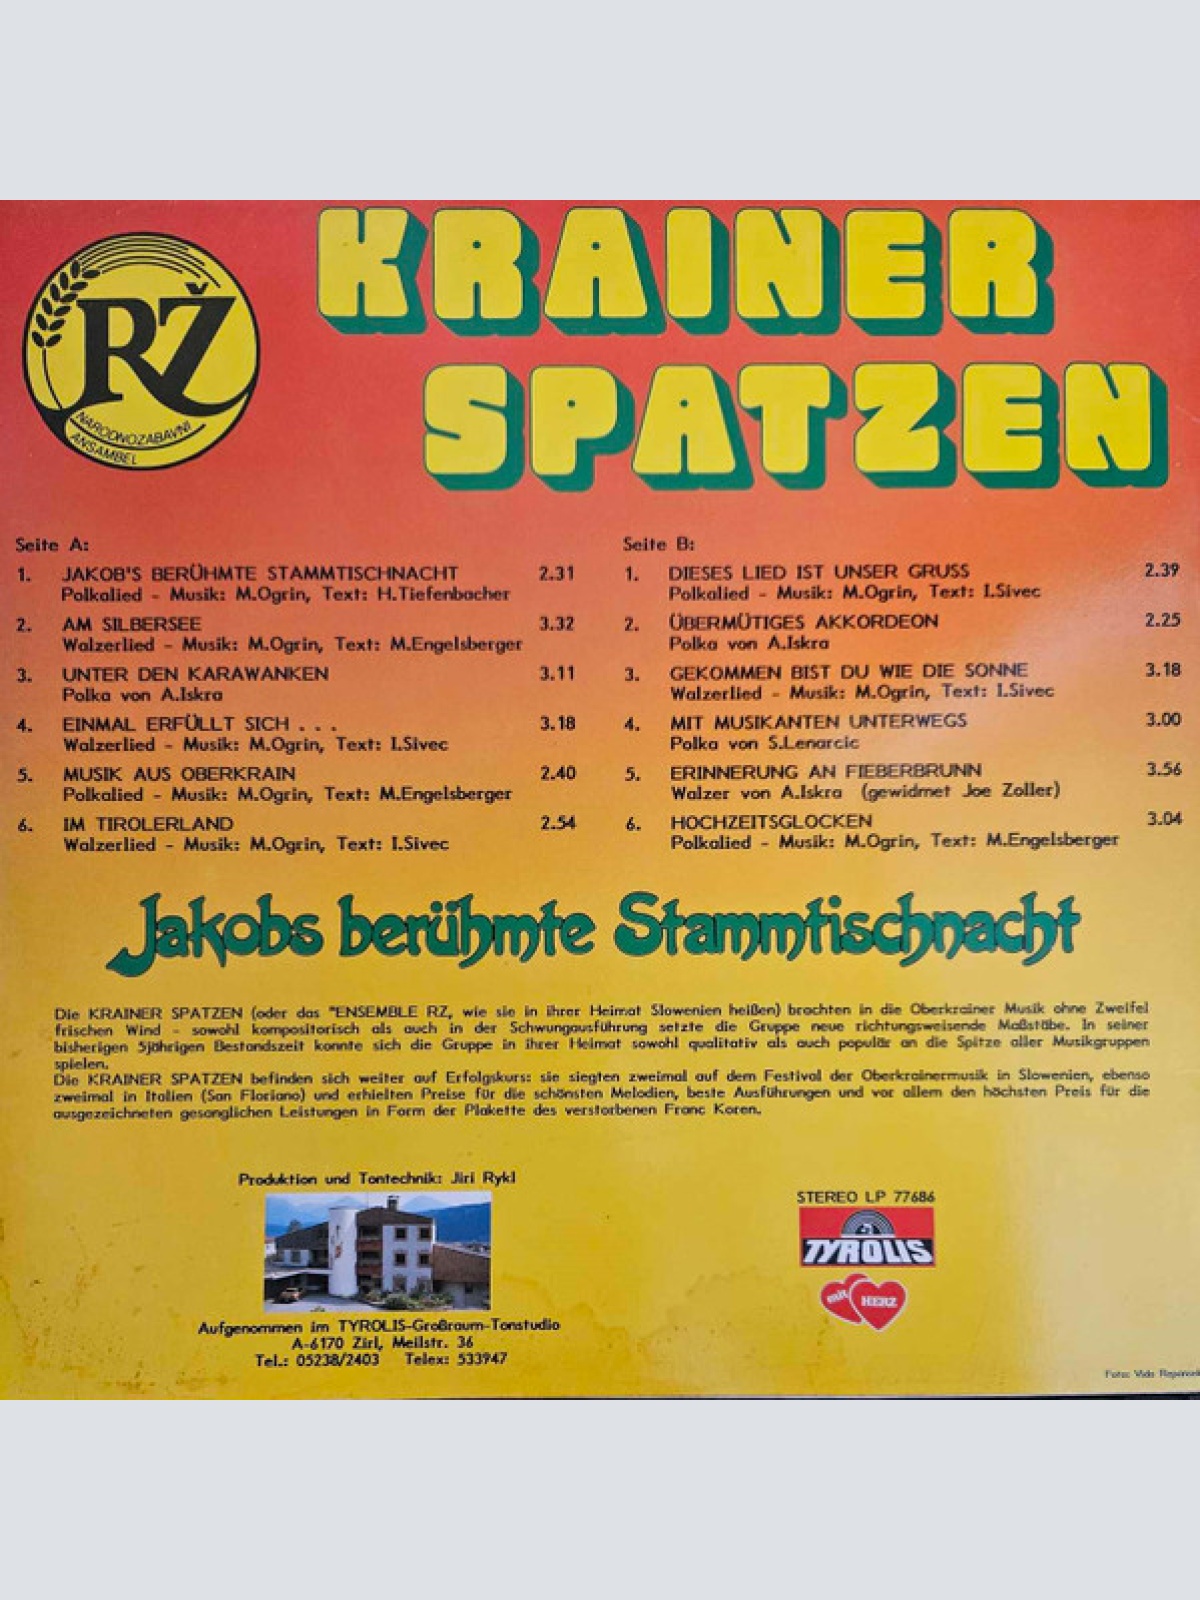 KRAINER
SPATZEN
RŽ
NARODNOZABAVNI
ANSAMBEL
Seite A:
1. JAKOB'S BERÜHMTE STAMMTISCHNACHT 2.31
Polkalied - Musik: M.Ogrin, Text: H.Tiefenbacher
2. AM SILBERSEE 3.32
Walzerlied - Musik: M.Ogrin, Text: M.Engelsberger
3. UNTER DEN KARAWANKEN 3.11
Polka von A.Iskra
4. EINMAL ERFÜLLT SICH . . . 3.18
Walzerlied - Musik: M.Ogrin, Text: I.Sivec
5. MUSIK AUS OBERKRAIN 2.40
Polkalied - Musik: M.Ogrin, Text: M.Engelsberger
6. IM TIROLERLAND 2.54
Walzerlied - Musik: M.Ogrin, Text: I.Sivec
Seite B:
1. DIESES LIED IST UNSER GRUSS 2.39
Polkalied - Musik: M.Ogrin, Text: I.Sivec
2. ÜBERMÜTIGES AKKORDEON 2.25
Polka von A.Iskra
3. GEKOMMEN BIST DU WIE DIE SONNE 3.18
Walzerlied - Musik: M.Ogrin, Text: I.Sivec
4. MIT MUSIKANTEN UNTERWEGS 3.00
Polka von S.Lenarcic
5. ERINNERUNG AN FIEBERBRUNN 3.56
Walzer von A.Iskra (gewidmet Joe Zoller)
6. HOCHZEITSGLOCKEN 3.04
Polkalied - Musik: M.Ogrin, Text: M.Engelsberger
Jakobs berühmte Stammtischnacht
Die KRAINER SPATZEN (oder das "ENSEMBLE RZ, wie sie in ihrer Heimat Slowenien heißen) brachten in die Oberkrainer Musik ohne Zweifel
frischen Wind - sowohl kompositorisch als auch in der Schwungausführung setzte die Gruppe neue richtungsweisende Maßstäbe. In seiner
bisherigen 5jährigen Bestandszeit konnte sich die Gruppe in ihrer Heimat sowohl qualitativ als auch populär an die Spitze aller Musikgruppen
spielen.
Die KRAINER SPATZEN befinden sich weiter auf Erfolgskurs: sie siegten zweimal auf dem Festival der Oberkrainermusik in Slowenien, ebenso
zweimal in Italien (San Floriano) und erhielten Preise für die schönsten Melodien, beste Ausführungen und vor allem den höchsten Preis für die
ausgezeichneten gesanglichen Leistungen in Form der Plakette des verstorbenen Franc Koren.
Produktion und Tontechnik: Jiri Rykl
Aufgenommen im TYROLIS-Großraum-Tonstudio
A-6170 Zirl, Meilstr. 36
Tel.: 05238/2403 Telex: 533947
STEREO LP 77686
TYROLIS
mit HERZ
Foto: Vido